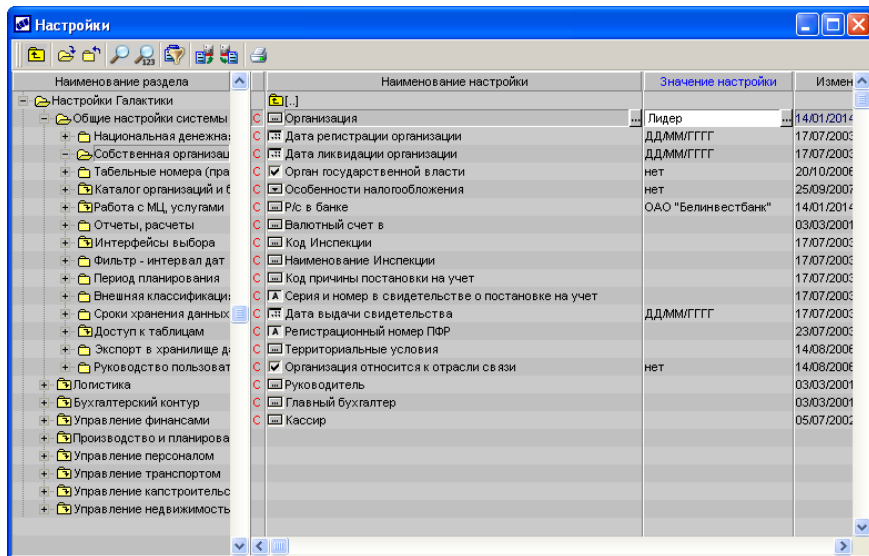 Настройки
Наименование раздела Наименование настройки Значение настройки Измен
Настройки Галактики [..]
Общие настройки системы С Организация ... Лидер ... 14/01/2014
Национальная денежна С Дата регистрации организации ДД/ММ/ГГГГ 17/07/2003
Собственная организац С Дата ликвидации организации ДД/ММ/ГГГГ 17/07/2003
Табельные номера (пра С Орган государственной власти нет 20/10/2006
Каталог организаций и б С Особенности налогообложения нет 25/09/2007
Работа с МЦ, услугами С Р/с в банке ОАО "Белинвестбанк" 14/01/2014
Отчеты, расчеты С Валютный счет в 03/03/2001
Интерфейсы выбора С Код Инспекции 17/07/2003
Фильтр - интервал дат С Наименование Инспекции 17/07/2003
Период планирования С Код причины постановки на учет 17/07/2003
Внешняя классификаци С A Серия и номер в свидетельстве о постановке на учет 17/07/2003
Сроки хранения данных С Дата выдачи свидетельства ДД/ММ/ГГГГ 17/07/2003
Доступ к таблицам С A Регистрационный номер ПФР 23/07/2003
Экспорт в хранилище д С Территориальные условия 14/08/2006
Руководство пользоват С Организация относится к отрасли связи нет 14/08/2006
Логистика С Руководитель 03/03/2001
Бухгалтерский контур С Главный бухгалтер 03/03/2001
Управление финансами С Кассир 05/07/2002
Производство и планирова
Управление персоналом
Управление транспортом
Управление капстроительс
Управление недвижимость